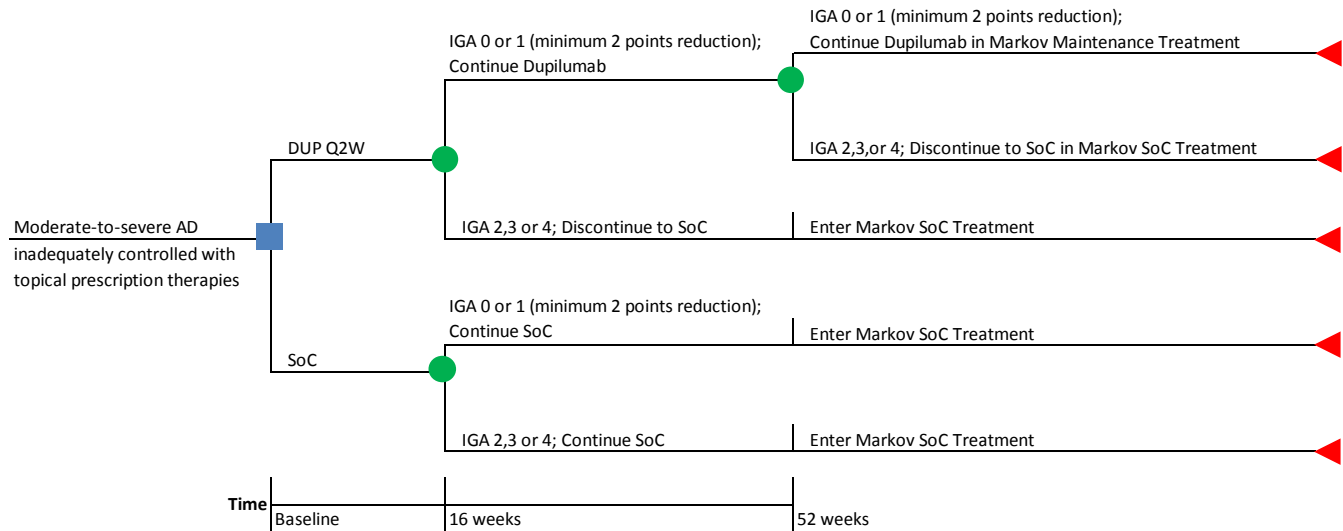 IGA 0 or 1 (minimum 2 points reduction);
Continue Dupilumab in Markov Maintenance Treatment
IGA 0 or 1 (minimum 2 points reduction);
Continue Dupilumab
DUP Q2W
IGA 2,3,or 4; Discontinue to SoC in Markov SoC Treatment
Moderate-to-severe AD
inadequately controlled with
topical prescription therapies
IGA 2,3 or 4; Discontinue to SoC
Enter Markov SoC Treatment
IGA 0 or 1 (minimum 2 points reduction);
Continue SoC
Enter Markov SoC Treatment
SoC
IGA 2,3 or 4; Continue SoC
Enter Markov SoC Treatment
Time
Baseline
16 weeks
52 weeks